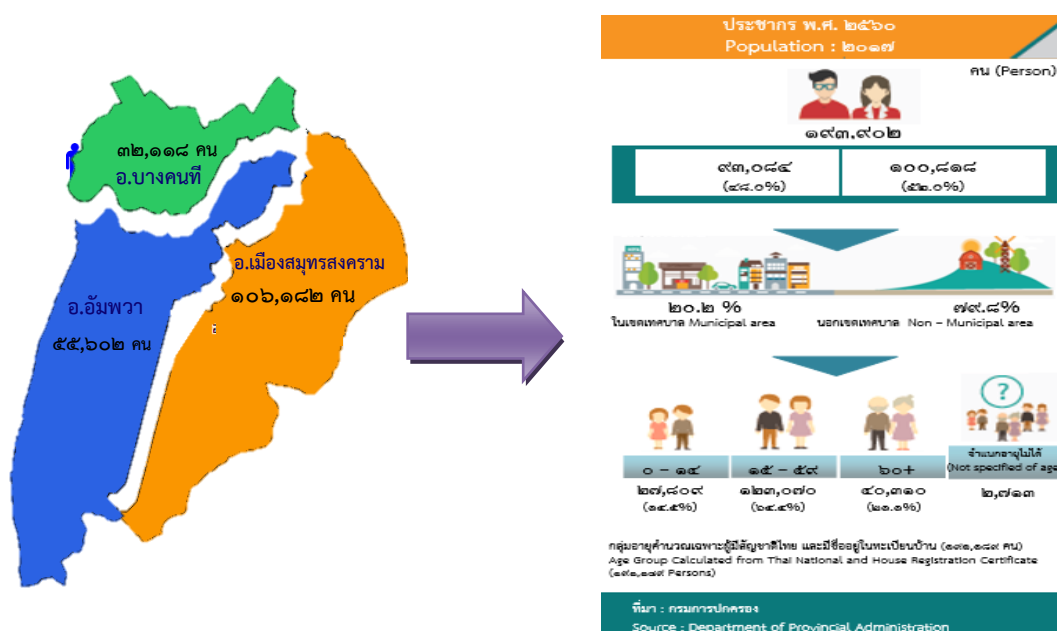 ๓๒,๑๑๘ คน
อ.บางคนที
อ.เมืองสมุทรสงคราม
๑๐๖,๑๘๒ คน
อ.อัมพวา
๕๕,๖๐๒ คน
ประชากร พ.ศ. ๒๕๖๐
Population : ๒๐๑๗
คน (Person)
๑๙๓,๙๐๒
๙๓,๐๘๔ ๑๐๐,๘๑๘
(๔๘.๐%) (๕๒.๐%)
๒๐.๒ % ๗๙.๘%
ในเขตเทศบาล Municipal area นอกเขตเทศบาล Non – Municipal area
?
จำแนกอายุไม่ได้
(Not specified of age
๐ – ๑๔ ๑๕ – ๕๙ ๖๐+
๒๗,๘๐๙ ๑๒๓,๐๗๐ ๔๐,๓๑๐ ๒,๗๑๓
(๑๔.๕%) (๖๔.๔%) (๒๑.๑%)
กลุ่มอายุคำนวณเฉพาะผู้มีสัญชาติไทย และมีชื่ออยู่ในทะเบียนบ้าน (๑๙๑,๑๘๙ คน)
Age Group Calculated from Thai National and House Registration Certificate
(๑๙๑,๑๘๙ Persons)
ที่มา : กรมการปกครอง
Source : Department of Provincial Administration